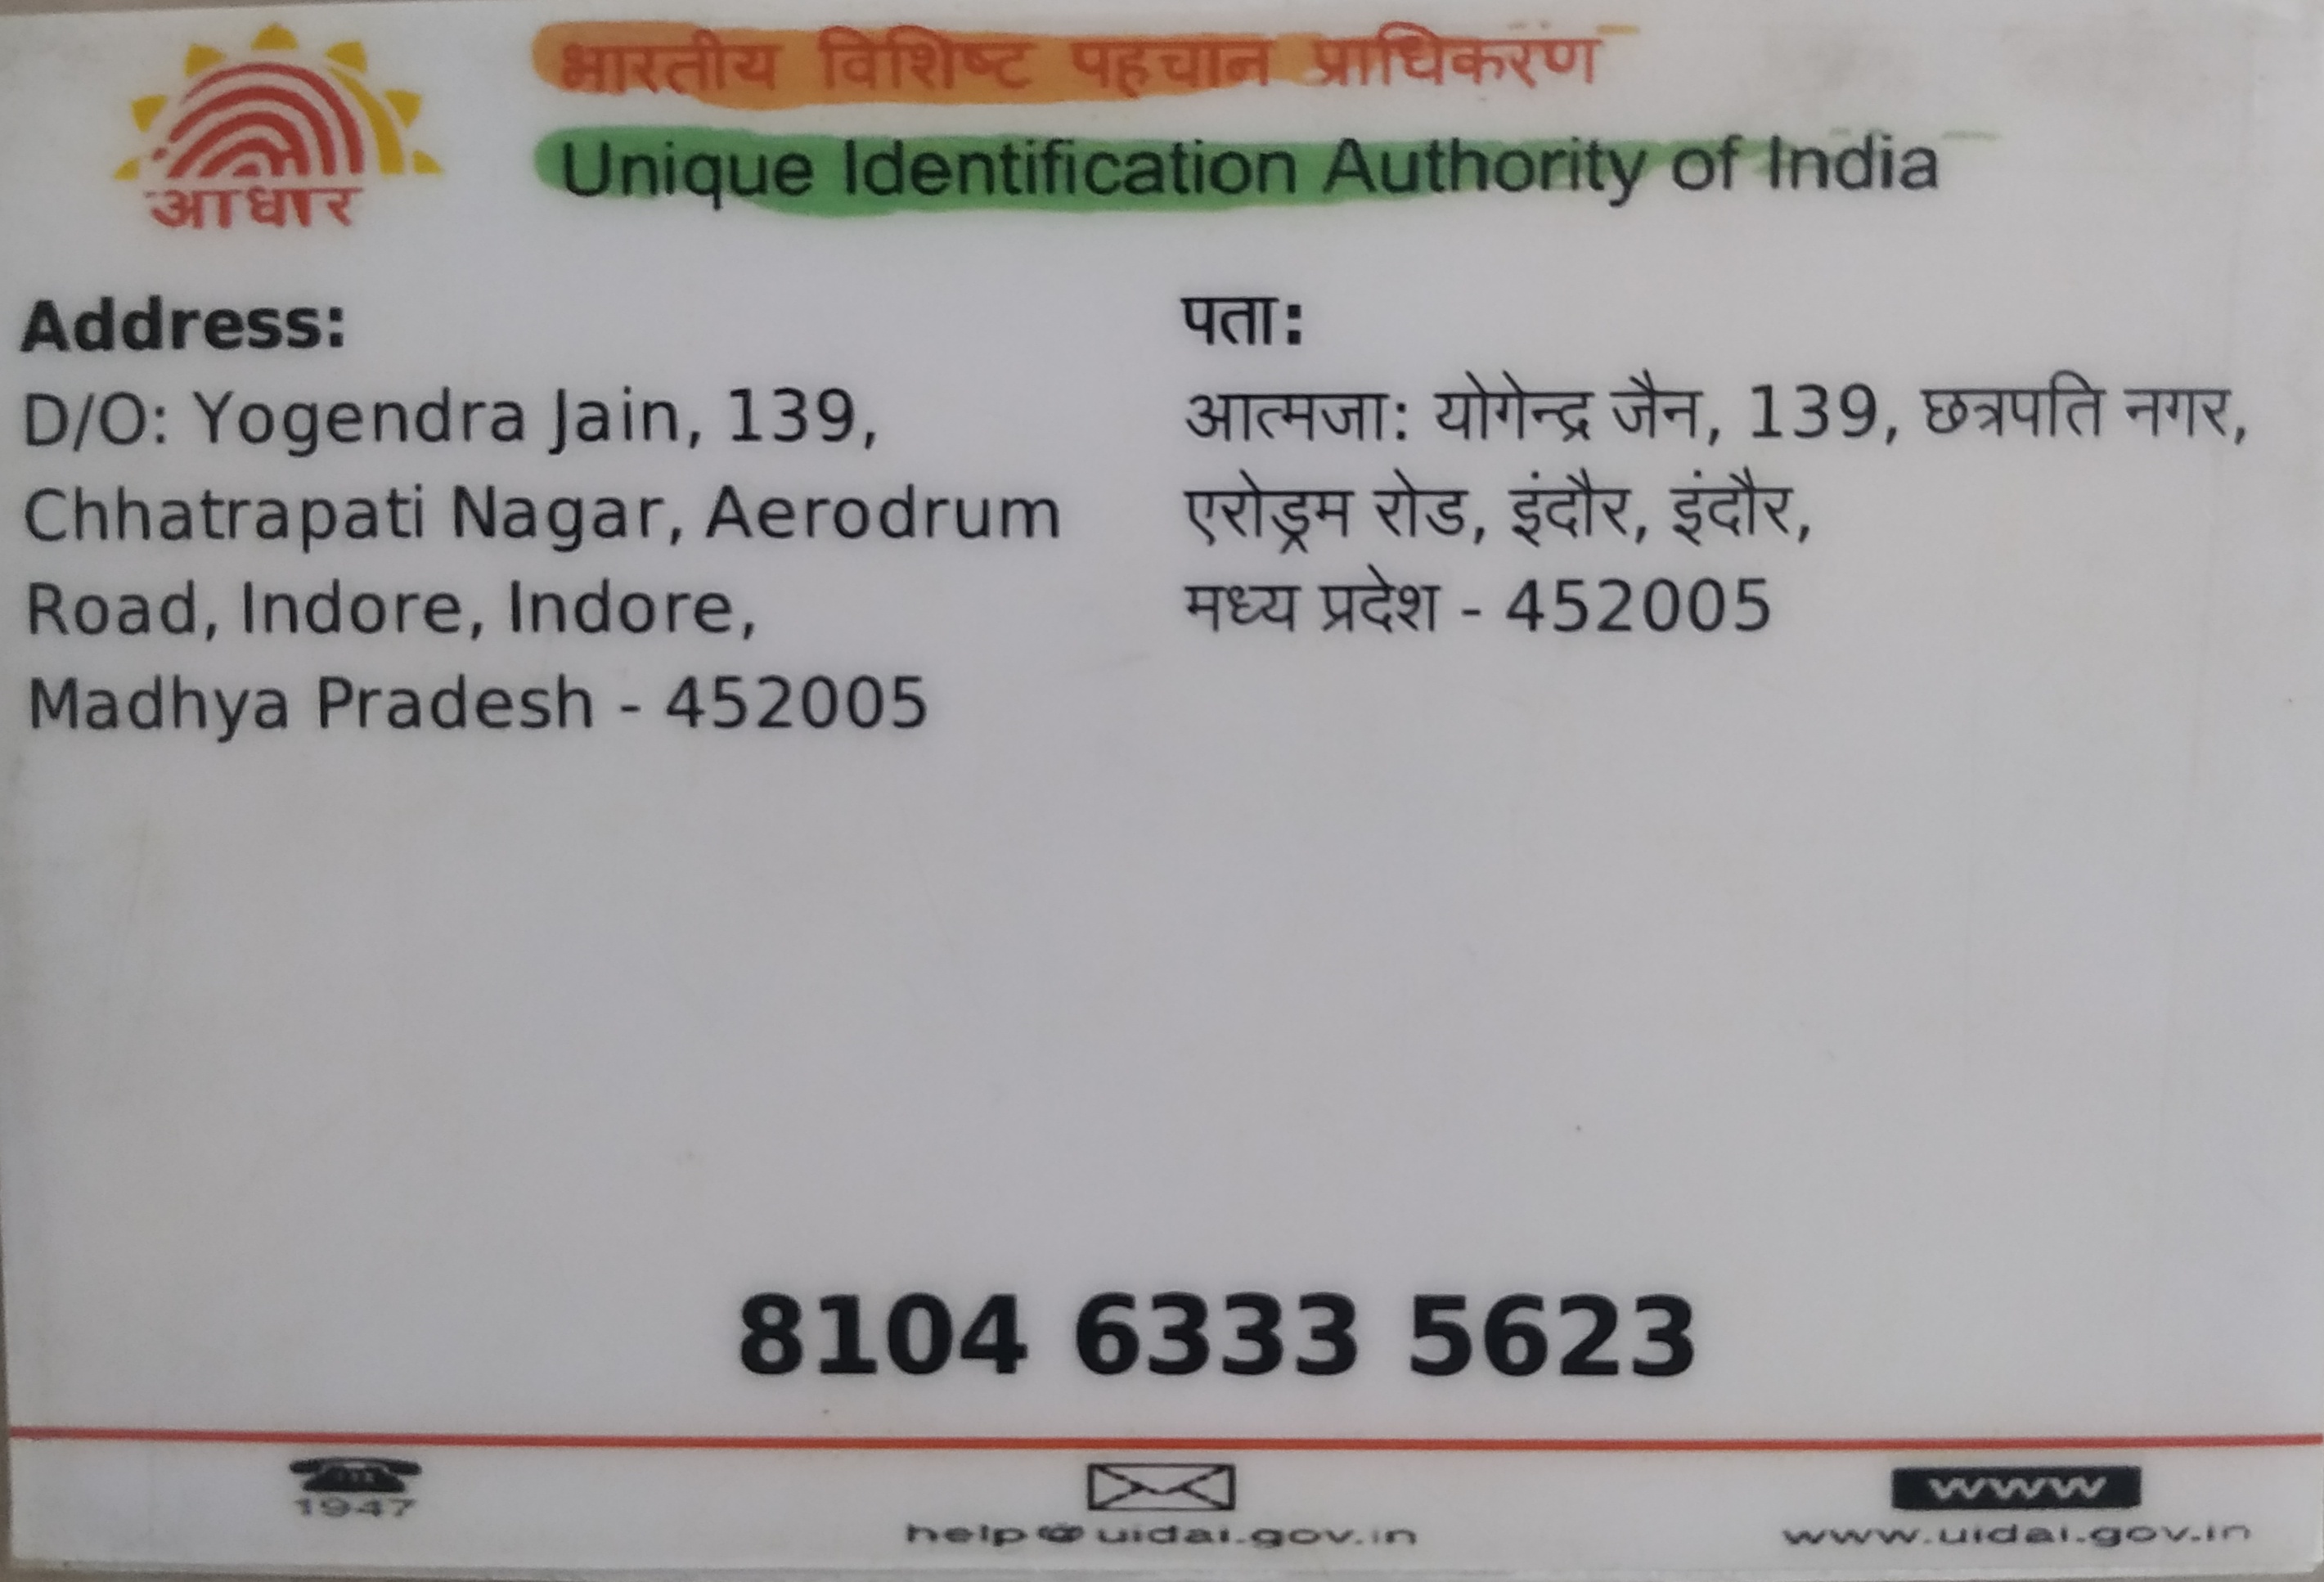 आधार
भारतीय विशिष्ट पहचान प्राधिकरण
Unique Identification Authority of India
Address:
D/O: Yogendra Jain, 139,
Chhatrapati Nagar, Aerodrum
Road, Indore, Indore,
Madhya Pradesh - 452005
पता:
आत्मजा: योगेन्द्र जैन, 139, छत्रपति नगर,
एरोड्रम रोड, इंदौर, इंदौर,
मध्य प्रदेश - 452005
8104 6333 5623
1947
help@uidai.gov.in
www
www.uidai.gov.in